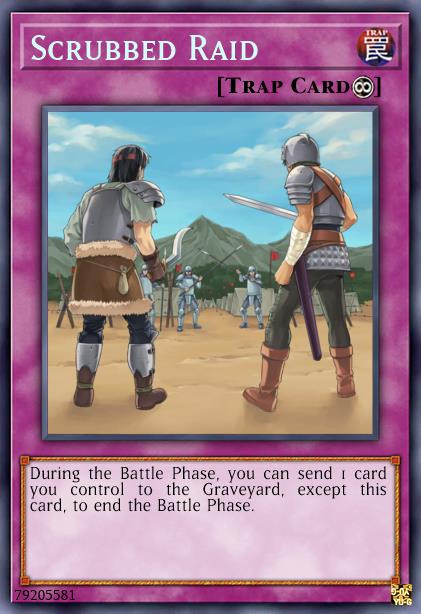 Scrubbed Raid
TRAP
罠
[Trap Card]
During the Battle Phase, you can send 1 card
you control to the Graveyard, except this
card, to end the Battle Phase.
79205581